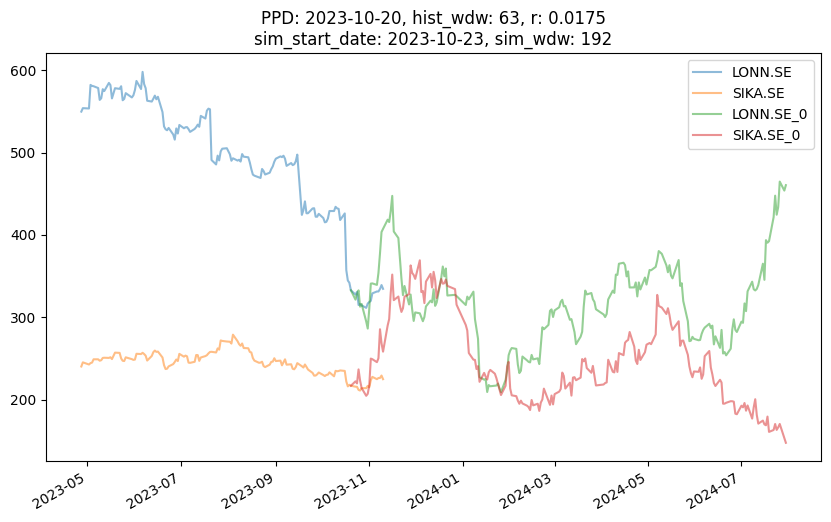 PPD: 2023-10-20, hist_wdw: 63, r: 0.0175
sim_start_date: 2023-10-23, sim_wdw: 192
600
500
400
300
200
LONN.SE
SIKA.SE
LONN.SE_0
SIKA.SE_0
2023-05
2023-07
2023-09
2023-11
2024-01
2024-03
2024-05
2024-07